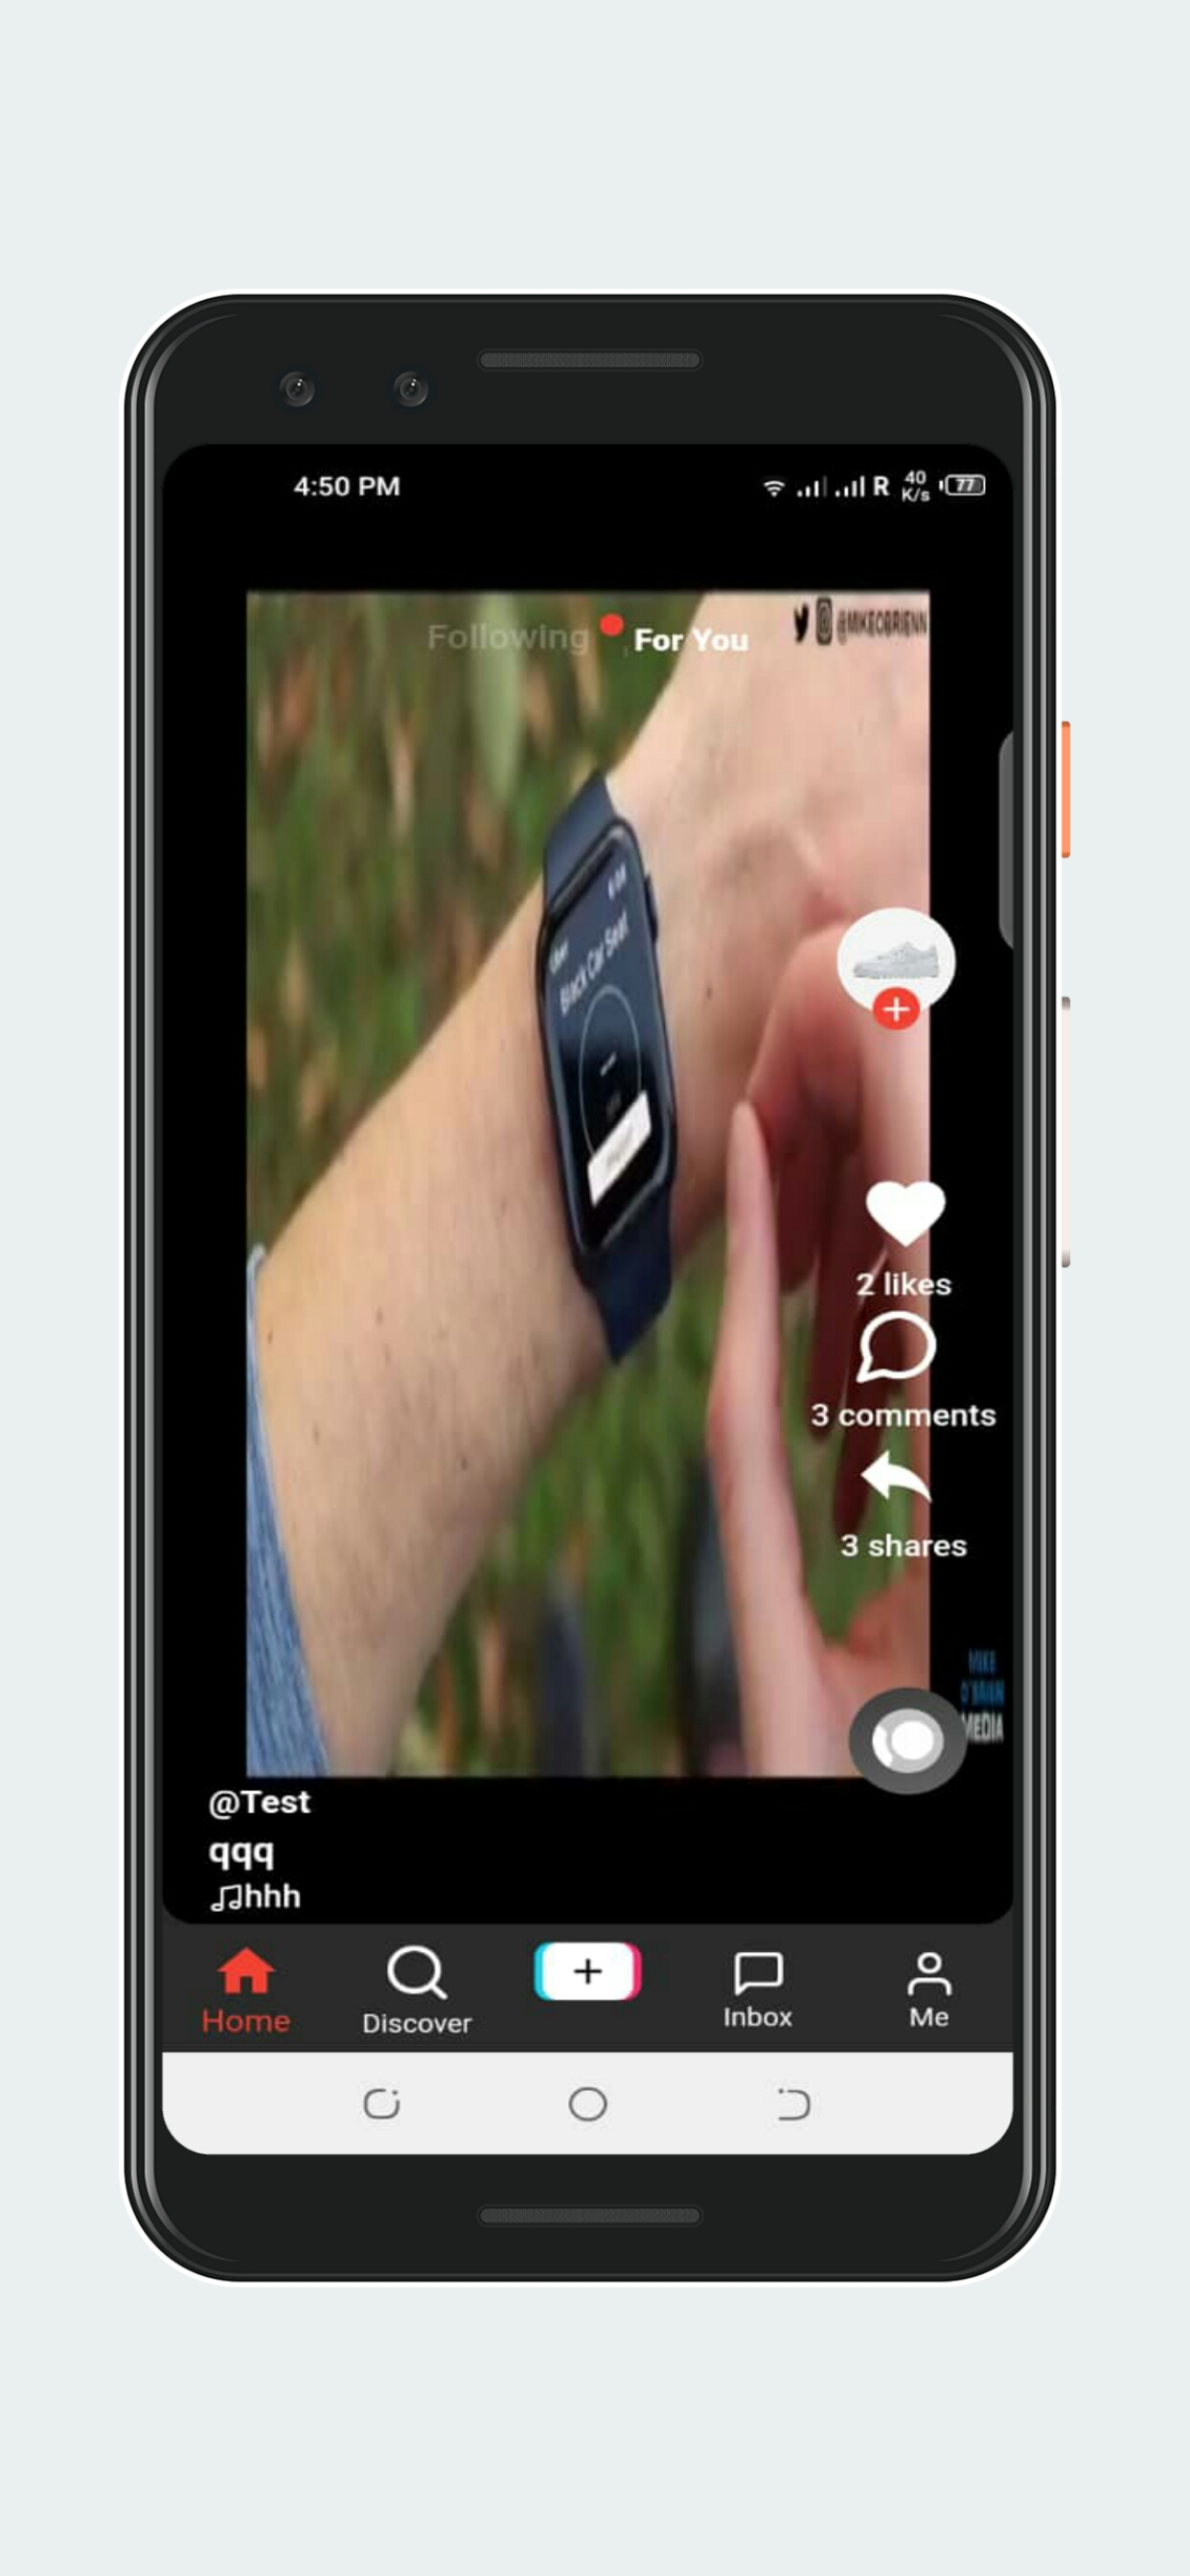 4:50 PM
R 40 K/s 77
Following For You
@MIKEOBRIENN
Uber
Black Car Seat
2 likes
3 comments
3 shares
MIKE
O'BRIEN
MEDIA
@Test
qqq
hhh
Home Discover + Inbox Me